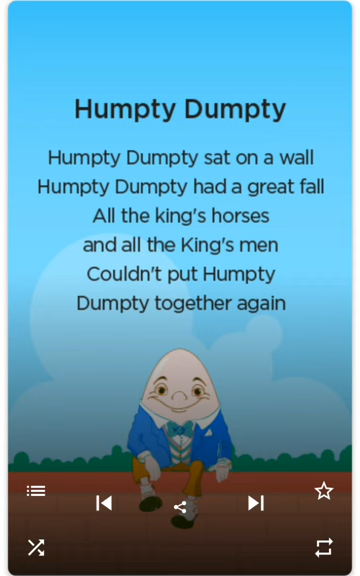 Humpty Dumpty
Humpty Dumpty sat on a wall
Humpty Dumpty had a great fall
All the king's horses
and all the King's men
Couldn't put Humpty
Dumpty together again